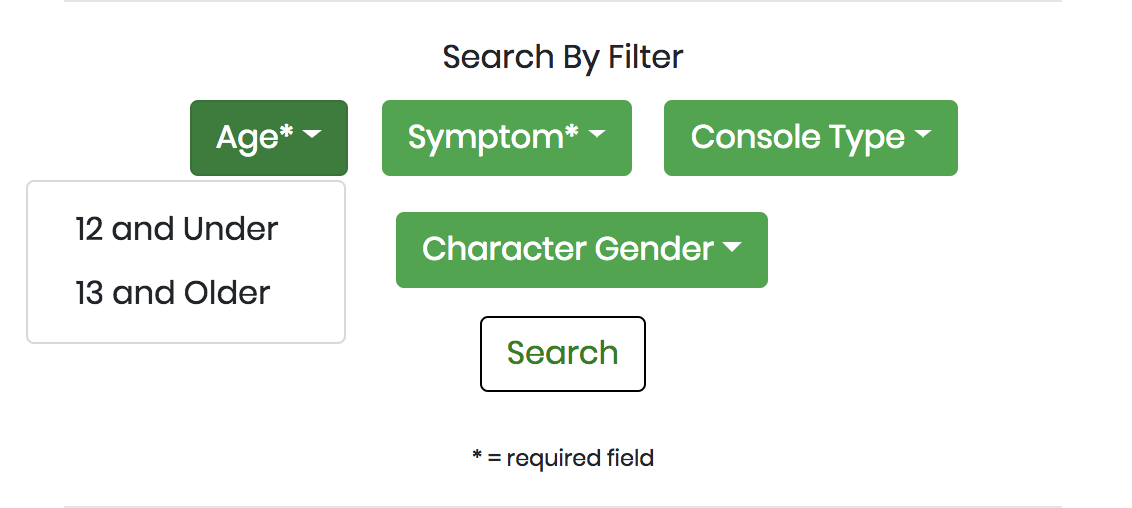 Search By Filter
Age* Symptom* Console Type
12 and Under
13 and Older
Character Gender
Search
* = required field